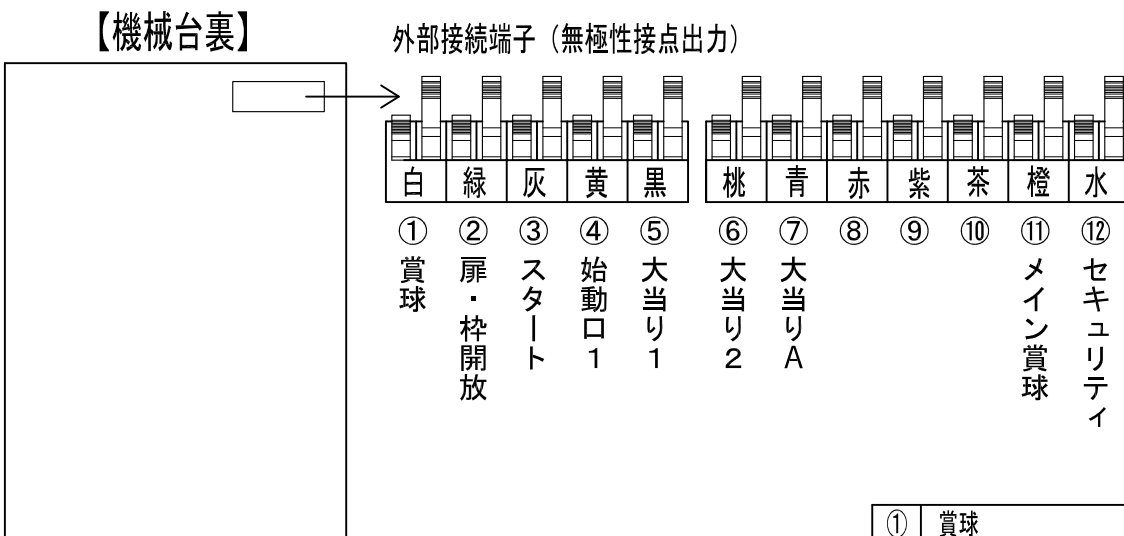 【機械台裏】
外部接続端子（無極性接点出力）
白 緑 灰 黄 黒 桃 青 赤 紫 茶 橙 水
① ② ③ ④ ⑤ ⑥ ⑦ ⑧ ⑨ ⑩ ⑪ ⑫
賞球
扉・枠開放
スタート
始動口1
大当り1
大当り2
大当りA
メイン賞球
セキュリティ
① 賞球